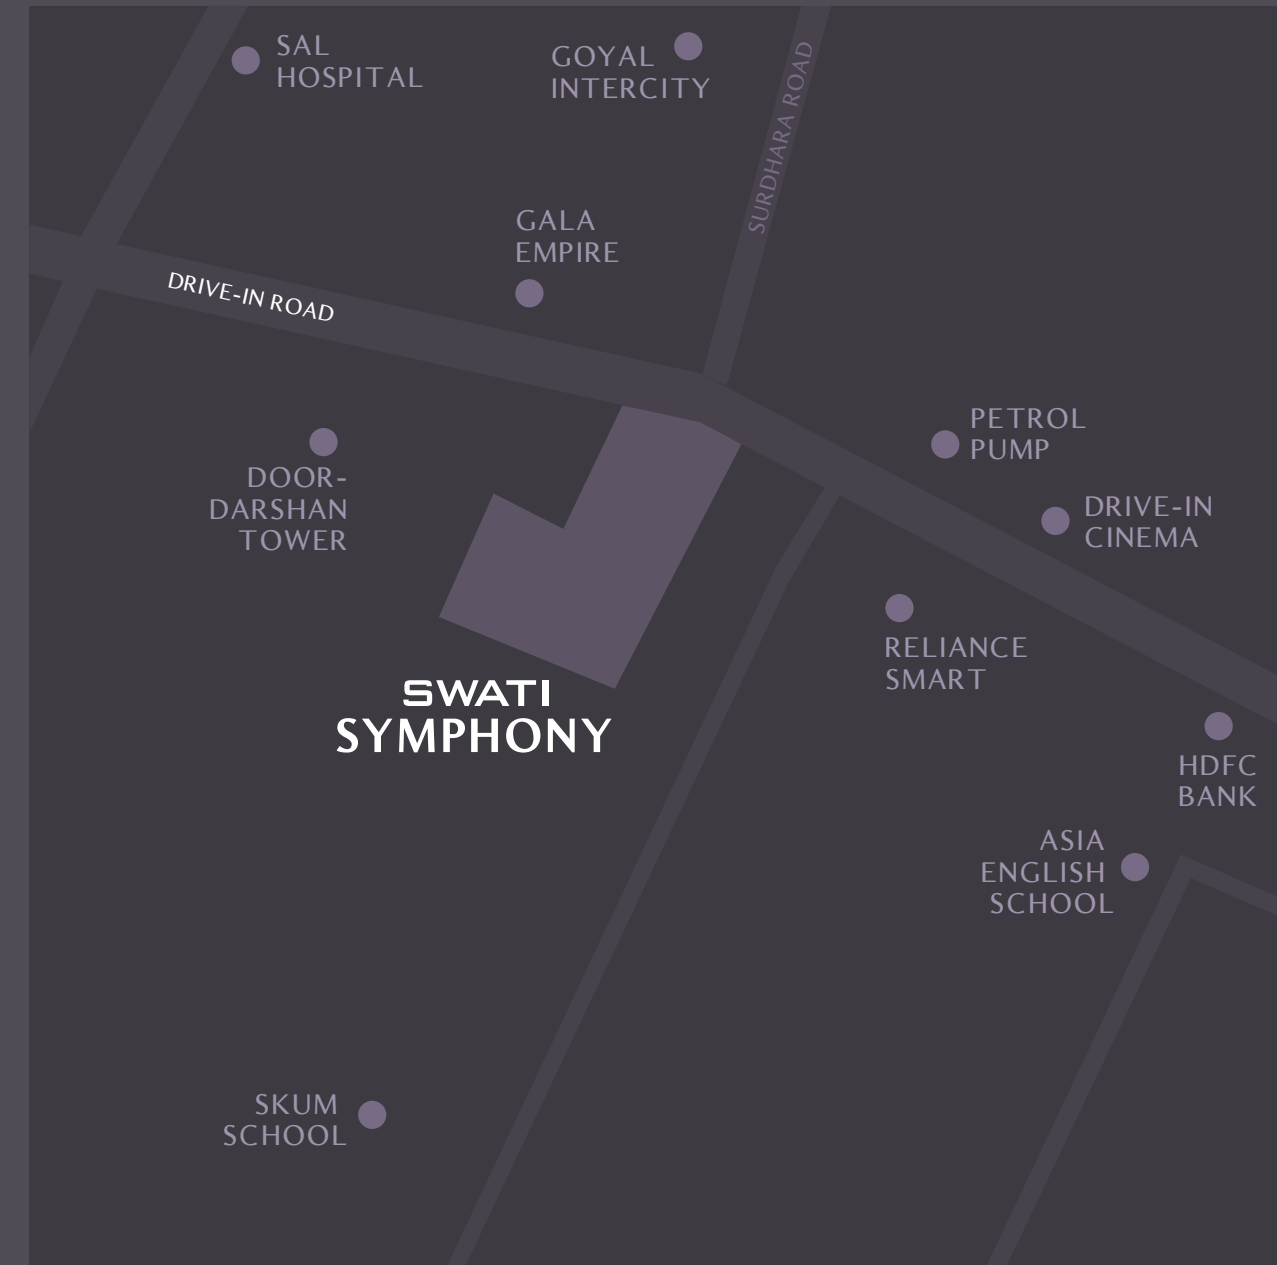 SAL
HOSPITAL
GOYAL
INTERCITY
SURDHARA ROAD
GALA
EMPIRE
DRIVE-IN ROAD
PETROL
PUMP
DOOR-
DARSHAN
TOWER
DRIVE-IN
CINEMA
RELIANCE
SMART
SWATI
SYMPHONY
HDFC
BANK
ASIA
ENGLISH
SCHOOL
SKUM
SCHOOL